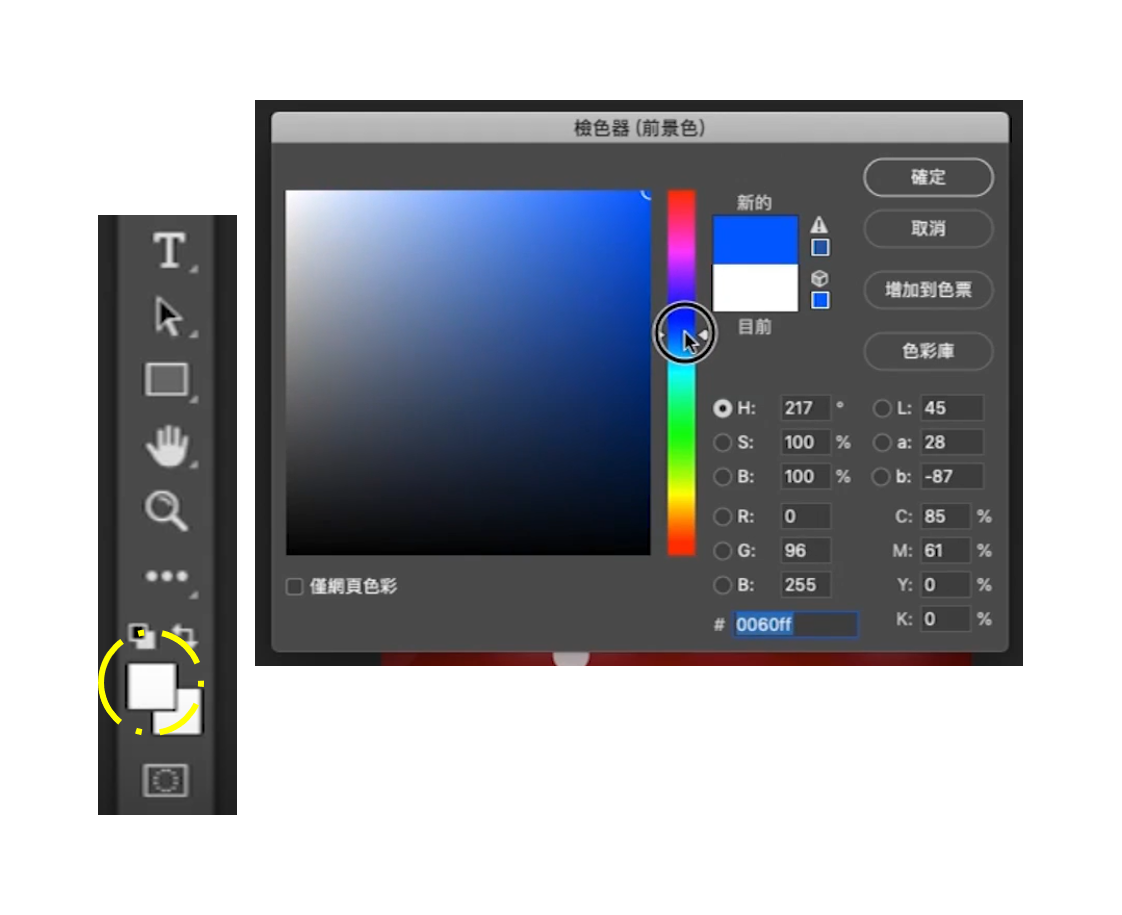 T
檢色器 (前景色)
確定
取消
增加到色票
色彩庫
新的
目前
H: 217 °
S: 100 %
B: 100 %
R: 0
G: 96
B: 255
# 0060ff
L: 45
a: 28
b: -87
C: 85 %
M: 61 %
Y: 0 %
K: 0 %
僅網頁色彩